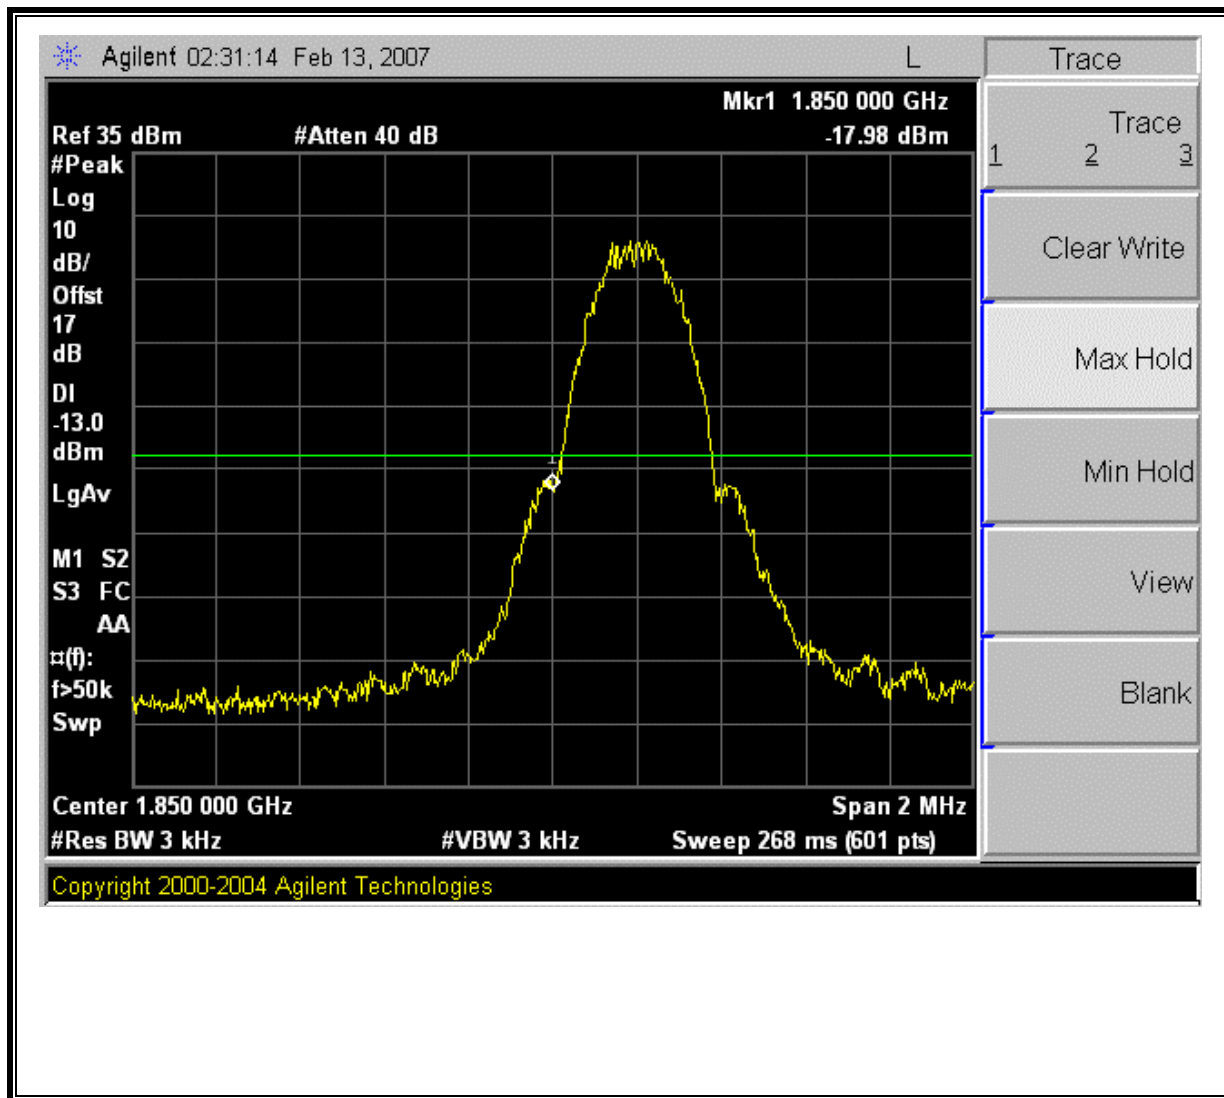 Agilent 02:31:14 Feb 13, 2007 L
Mkr1 1.850 000 GHz
Ref 35 dBm #Atten 40 dB -17.98 dBm
#Peak
Log
10
dB/
Offst
17
dB
DI
-13.0
dBm
LgAv
M1 S2
S3 FC
AA
¤(f):
f>50k
Swp
1
Center 1.850 000 GHz Span 2 MHz
#Res BW 3 kHz #VBW 3 kHz Sweep 268 ms (601 pts)
Copyright 2000-2004 Agilent Technologies
Trace
Trace
1 2 3
Clear Write
Max Hold
Min Hold
View
Blank